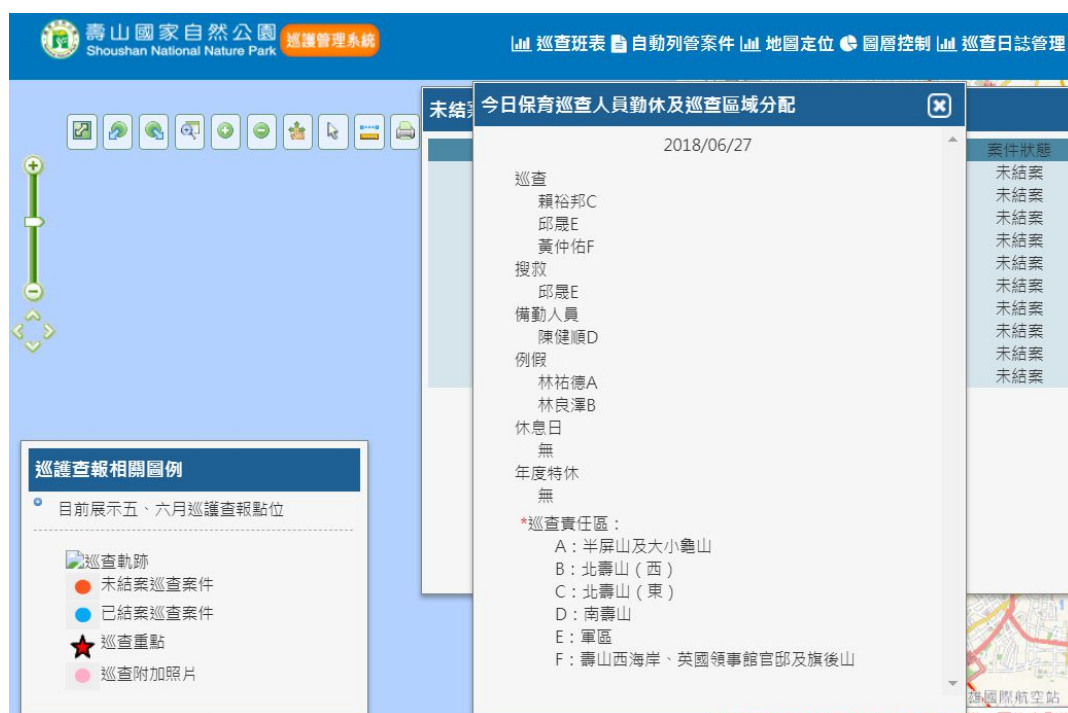 壽山國家自然公園
Shoushan National Nature Park
巡護管理系統
巡查班表 自動列管案件 地圖定位 圖層控制 巡查日誌管理
未結案
今日保育巡查人員勤休及巡查區域分配
2018/06/27
巡查
賴裕邦C
邱晟E
黃仲佑F
搜救
邱晟E
備勤人員
陳健順D
例假
林祐德A
林良澤B
休息日
無
年度特休
無
*巡查責任區：
A：半屏山及大小龜山
B：北壽山（西）
C：北壽山（東）
D：南壽山
E：軍區
F：壽山西海岸、英國領事館官邸及旗後山
案件狀態
未結案
未結案
未結案
未結案
未結案
未結案
未結案
未結案
未結案
未結案
巡護查報相關圖例
目前展示五、六月巡護查報點位
巡查軌跡
未結案巡查案件
已結案巡查案件
巡查重點
巡查附加照片
雄國際航空站